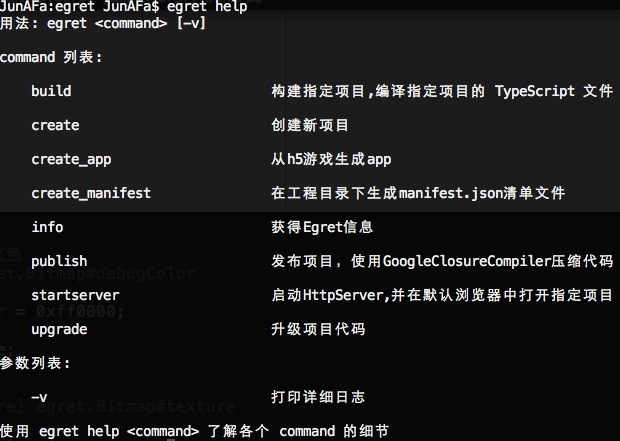 JunAFa:egret JunAFa$ egret help
用法: egret <command> [-v]
command 列表:
build 构建指定项目,编译指定项目的 TypeScript 文件
create 创建新项目
create_app 从h5游戏生成app
create_manifest 在工程目录下生成manifest.json清单文件
info 获得Egret信息
publish 发布项目，使用GoogleClosureCompiler压缩代码
红色
et.Bitmap#debugColor
startserver 启动HttpServer,并在默认浏览器中打开指定项目
r = 0xff0000;
upgrade 升级项目代码
参数列表:
-v 打印详细日志
re) egret.Bitmap#texture
使用 egret help <command> 了解各个 command 的细节